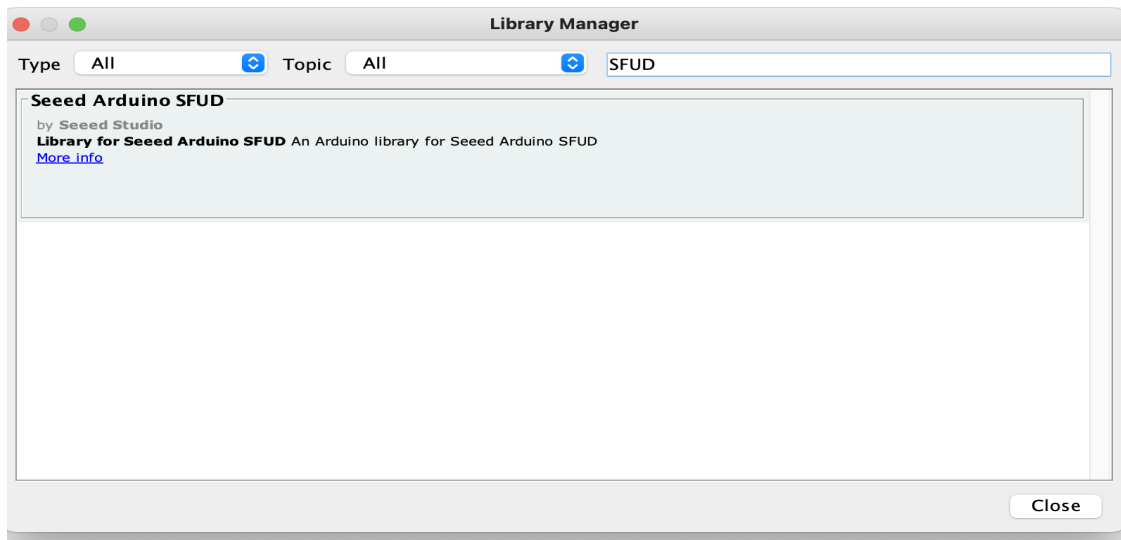 Library Manager
Type All Topic All SFUD
Seeed Arduino SFUD
by Seeed Studio
Library for Seeed Arduino SFUD An Arduino library for Seeed Arduino SFUD
More info
Close